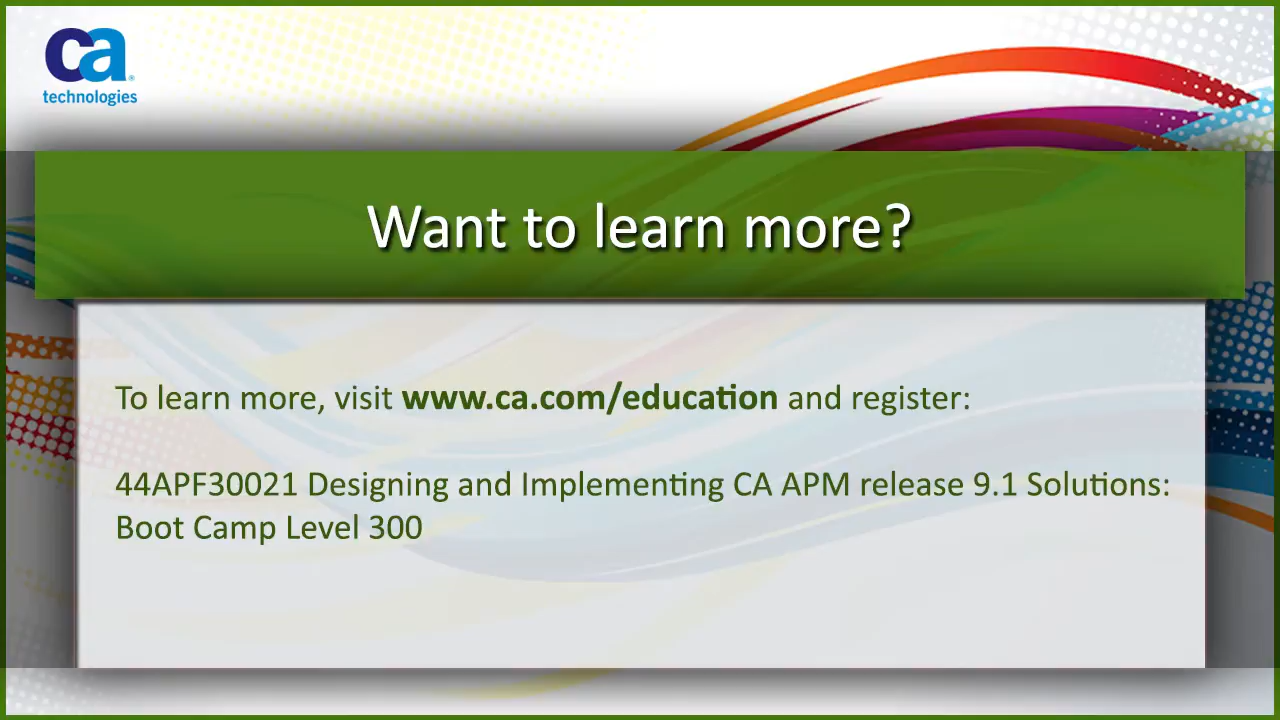 ca
technologies
Want to learn more?
To learn more, visit www.ca.com/education and register:
44APF30021 Designing and Implementing CA APM release 9.1 Solutions:
Boot Camp Level 300